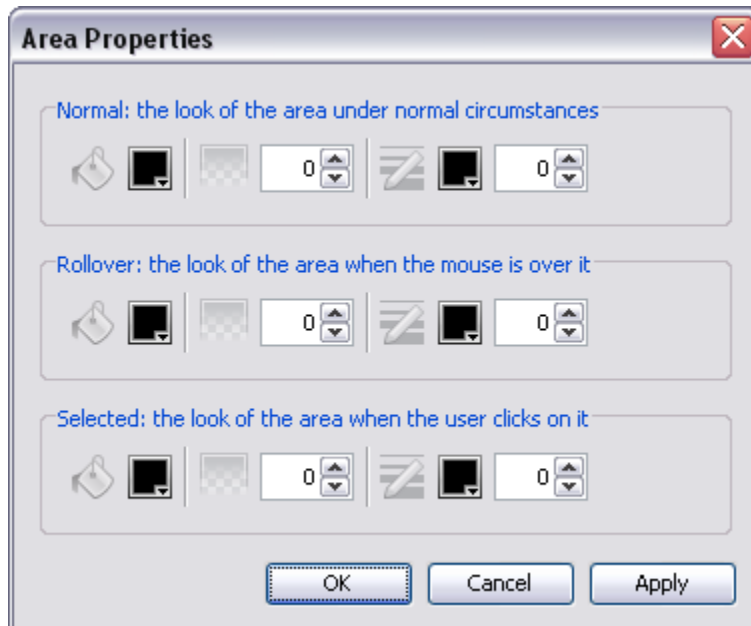 Area Properties
Normal: the look of the area under normal circumstances
0 0
Rollover: the look of the area when the mouse is over it
0 0
Selected: the look of the area when the user clicks on it
0 0
OK Cancel Apply